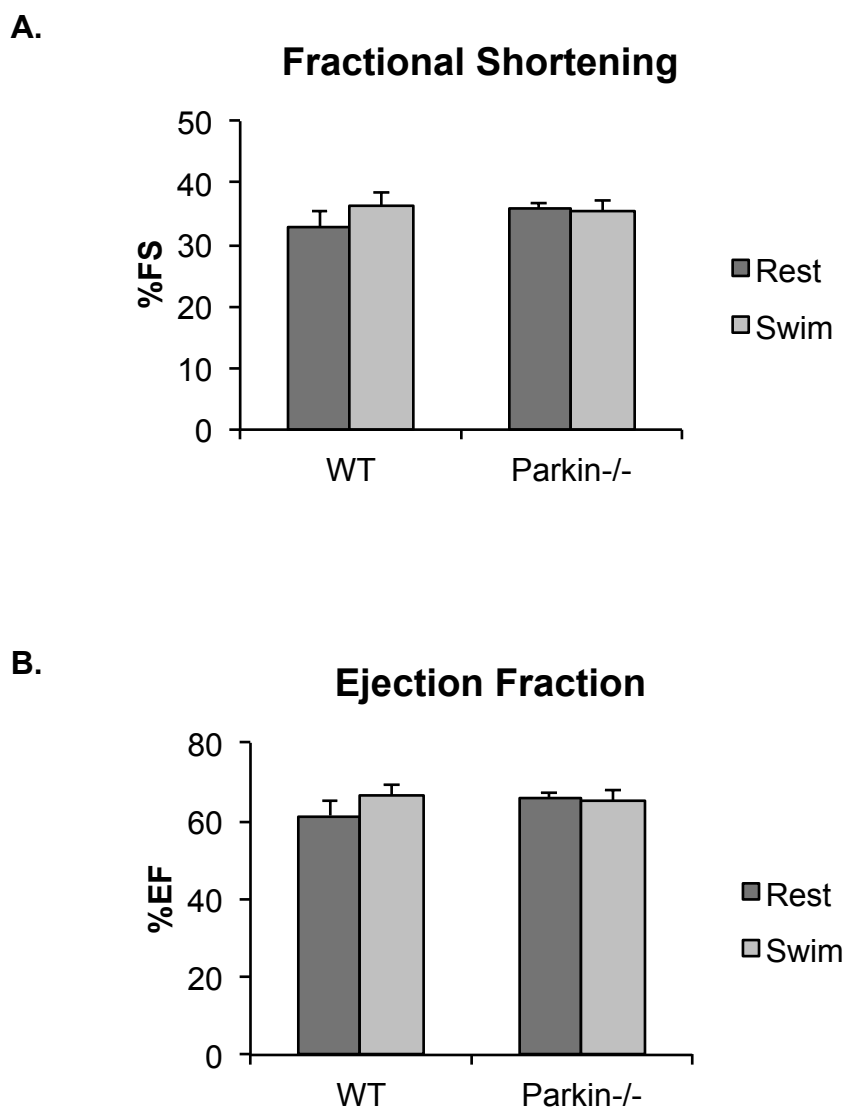 A.
Fractional Shortening
50
40
30
20
10
0
%FS
WT
Parkin-/-
Rest
Swim
B.
Ejection Fraction
80
60
40
20
0
%EF
WT
Parkin-/-
Rest
Swim